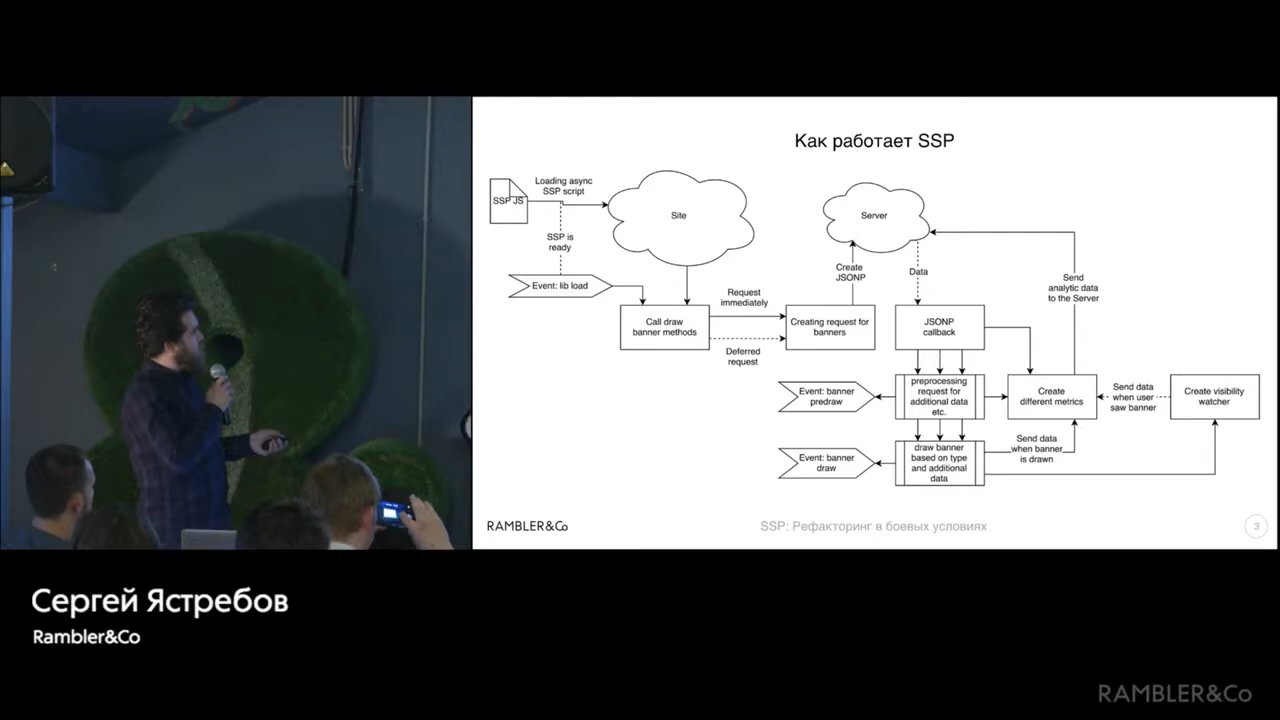 Как работает SSP
SSP JS
Loading async
SSP script
Site
Server
SSP is
ready
Event: lib load
Create
JSONP
Data
Send
analytic data
to the Server
Call draw
banner methods
Request
immediately
Deferred
request
Creating request for
banners
JSONP
callback
Event: banner
predraw
preprocessing
request for
additional data
etc.
Create
different metrics
Send data
when user
saw banner
Create visibility
watcher
Event: banner
draw
draw banner
based on type
and additional
data
Send data
when banner
is drawn
RAMBLER&Co
SSP: Рефакторинг в боевых условиях
3
Сергей Ястребов
Rambler&Co
RAMBLER&Co